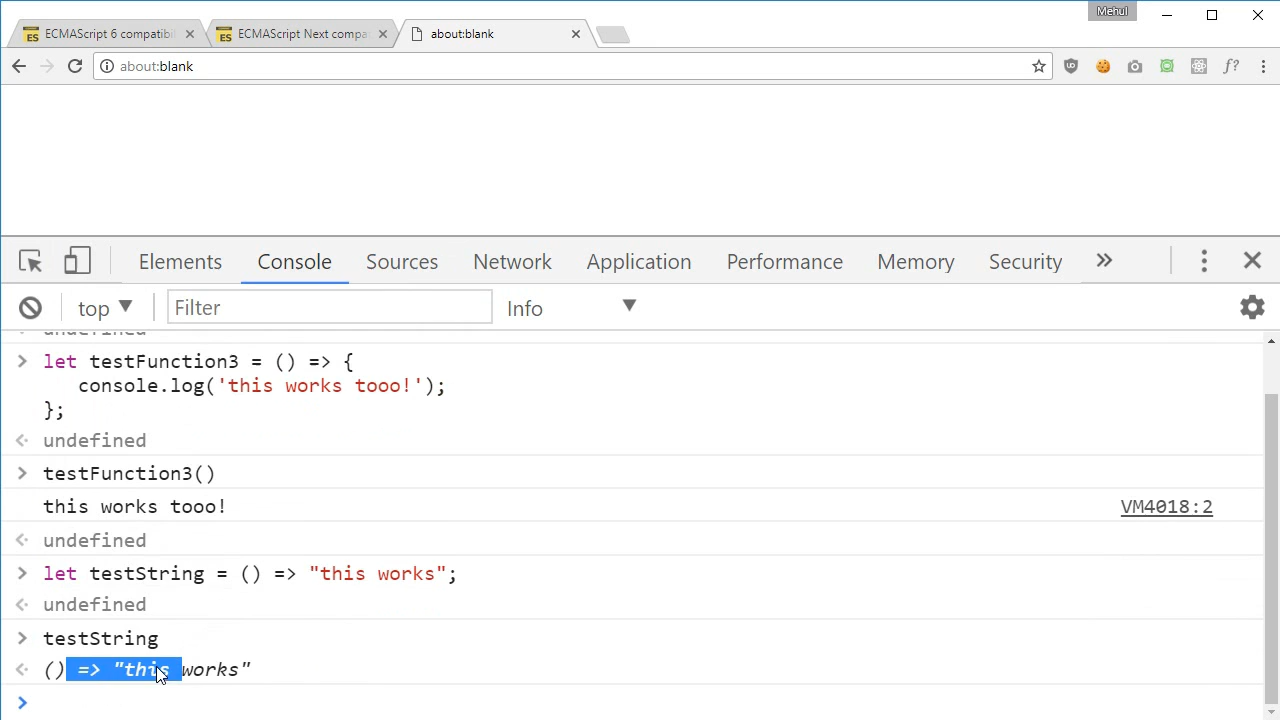 Mehul
ECMAScript 6 compatibi
ECMAScript Next compa
about:blank
about:blank
f?
Elements Console Sources Network Application Performance Memory Security
top Filter Info
undefined
let testFunction3 = () => {
console.log('this works tooo!');
};
undefined
testFunction3()
this works tooo! VM4018:2
undefined
let testString = () => "this works";
undefined
testString
() => "this works"